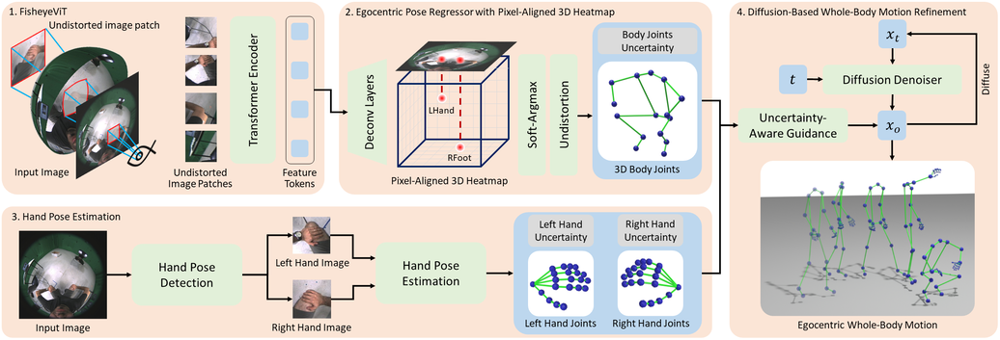 1. FisheyeViT
Undistorted image patch
Input Image
Undistorted
Image Patches
Transformer Encoder
Feature
Tokens
2. Egocentric Pose Regressor with Pixel-Aligned 3D Heatmap
Deconv Layers
LHand
RFoot
Pixel-Aligned 3D Heatmap
Soft-Argmax
Undistortion
Body Joints
Uncertainty
3D Body Joints
3. Hand Pose Estimation
Input Image
Hand Pose
Detection
Left Hand Image
Right Hand Image
Hand Pose
Estimation
Left Hand
Uncertainty
Left Hand Joints
Right Hand
Uncertainty
Right Hand Joints
4. Diffusion-Based Whole-Body Motion Refinement
x_t
t
Diffusion Denoiser
Diffuse
Uncertainty-
Aware Guidance
x_o
Egocentric Whole-Body Motion